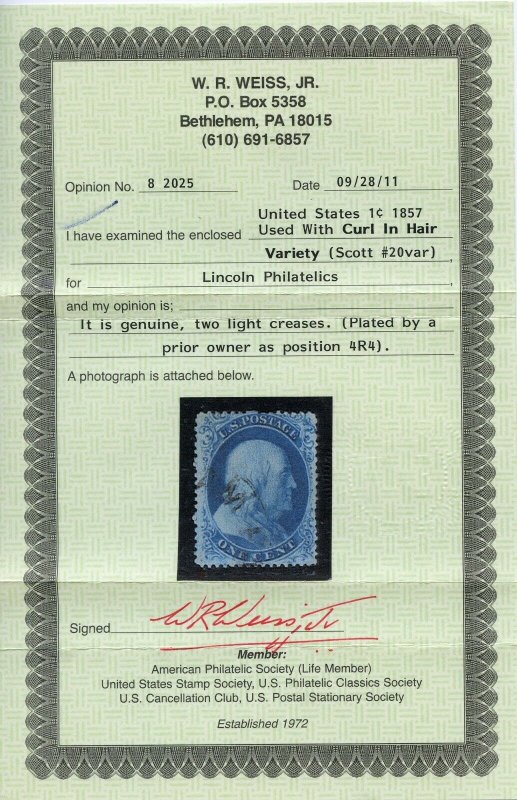 W. R. WEISS, JR.
P.O. Box 5358
Bethlehem, PA 18015
(610) 691-6857
Opinion No. 8 2025 Date 09/28/11
United States 1¢ 1857
I have examined the enclosed Used With Curl In Hair
Variety (Scott #20var),
for Lincoln Philatelics,
and my opinion is;
It is genuine, two light creases. (Plated by a
prior owner as position 4R4).
A photograph is attached below.
U.S. POSTAGE
ONE CENT
Signed WRWeiss, Jr
Member:
American Philatelic Society (Life Member)
United States Stamp Society, U.S. Philatelic Classics Society
U.S. Cancellation Club, U.S. Postal Stationary Society
Established 1972